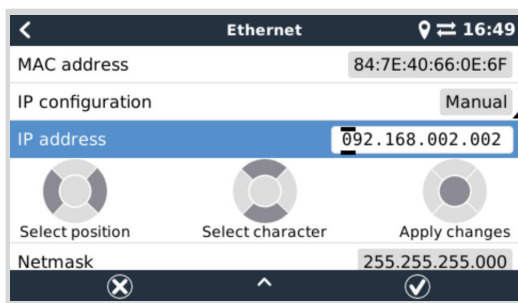 Ethernet 16:49
MAC address 84:7E:40:66:0E:6F
IP configuration Manual
IP address 092.168.002.002
Select position Select character Apply changes
Netmask 255.255.255.000